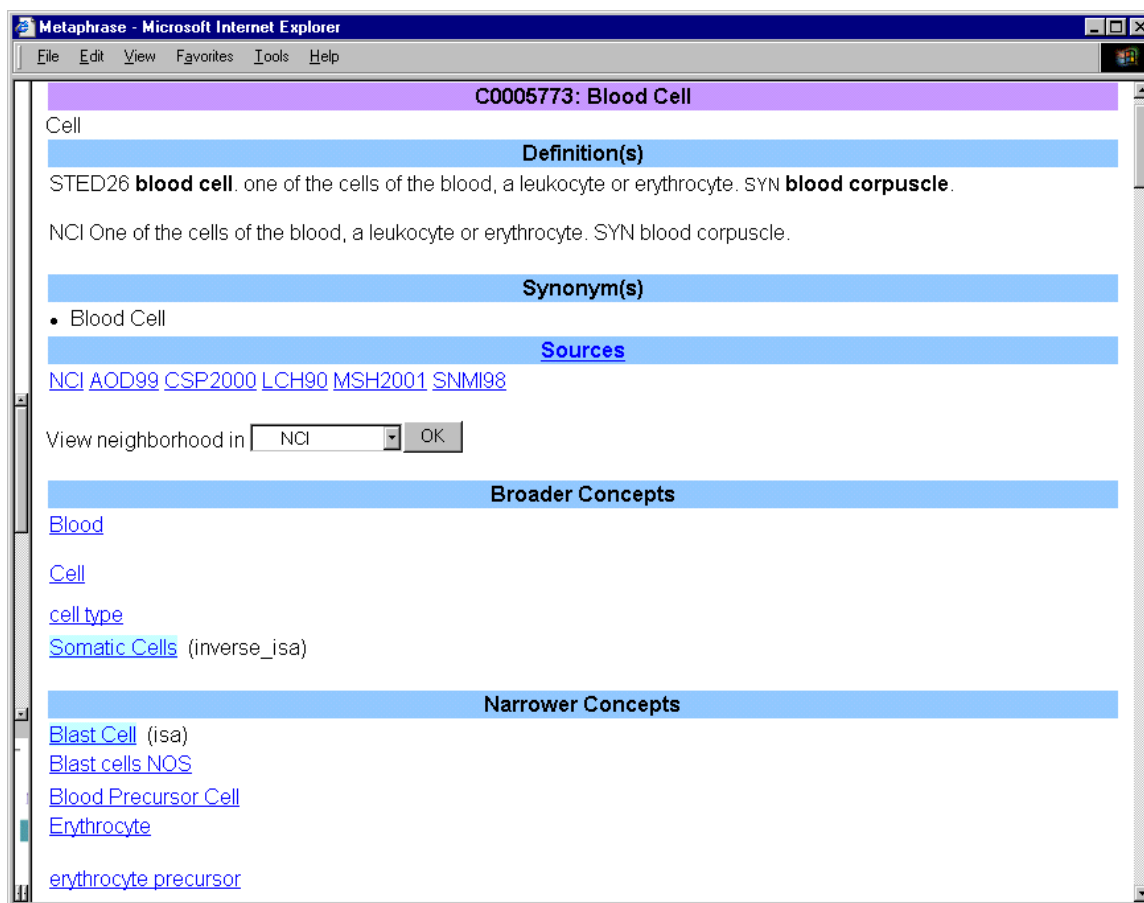 Metaphrase - Microsoft Internet Explorer
File Edit View Favorites Tools Help
C0005773: Blood Cell
Cell
Definition(s)
STED26 blood cell. one of the cells of the blood, a leukocyte or erythrocyte. SYN blood corpuscle.
NCI One of the cells of the blood, a leukocyte or erythrocyte. SYN blood corpuscle.
Synonym(s)
• Blood Cell
Sources
NCI AOD99 CSP2000 LCH90 MSH2001 SNMI98
View neighborhood in NCI OK
Broader Concepts
Blood
Cell
cell type
Somatic Cells (inverse_isa)
Narrower Concepts
Blast Cell (isa)
Blast cells NOS
Blood Precursor Cell
Erythrocyte
erythrocyte precursor